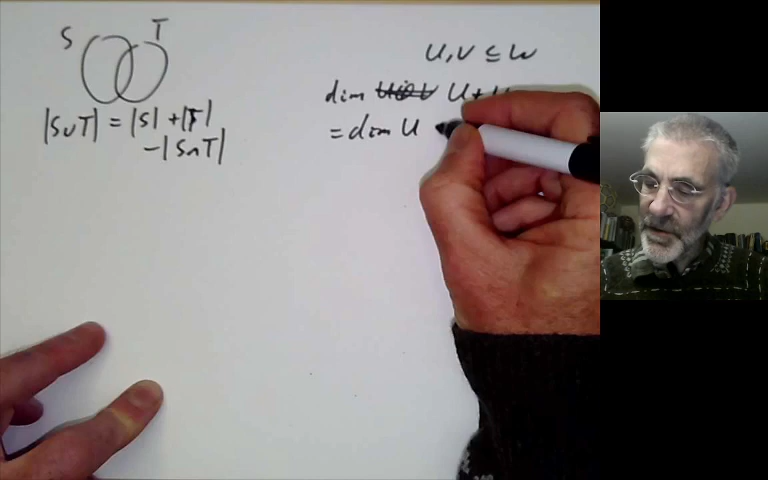 S T
|S∪T| = |S| + |T|
- |S∩T|
U, V ⊆ W
dim U +
= dim U